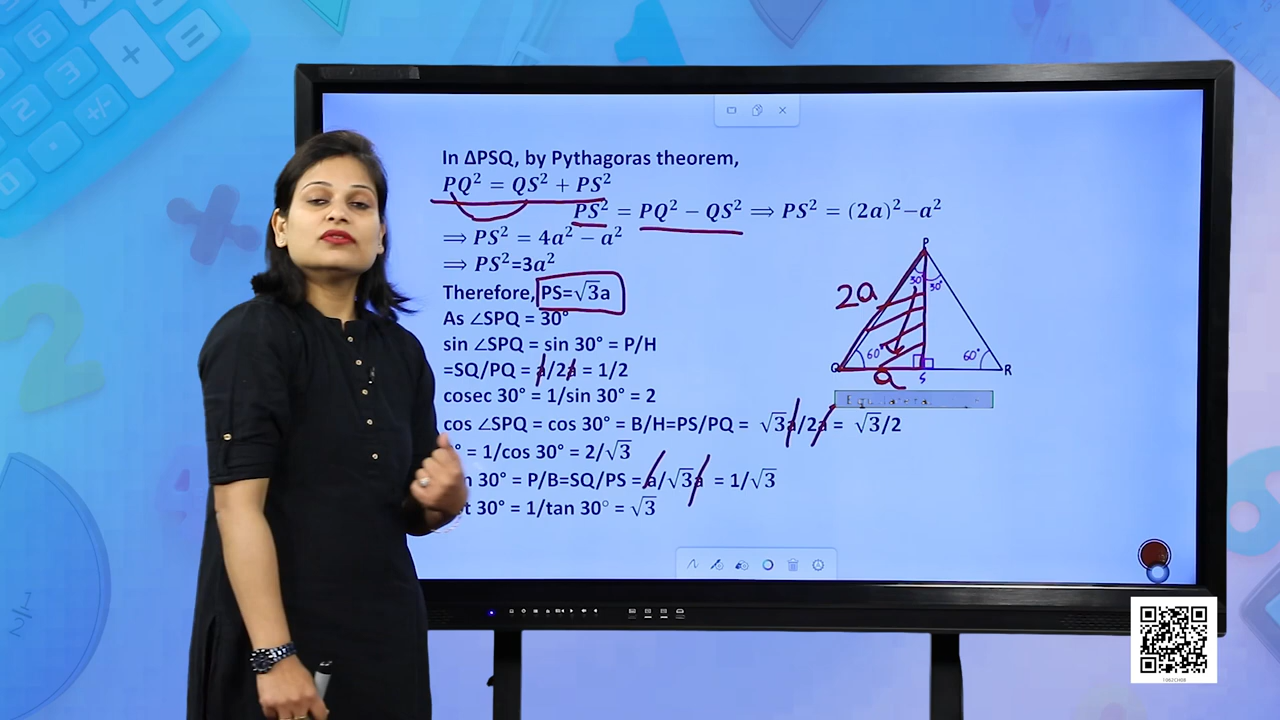 In ΔPSQ, by Pythagoras theorem,
PQ² = QS² + PS²
PS² = PQ² − QS² ⟹ PS² = (2a)²−a²
⟹ PS² = 4a² − a²
⟹ PS²=3a²
Therefore, PS=√3a
As ∠SPQ = 30°
sin ∠SPQ = sin 30° = P/H
=SQ/PQ = a/2a = 1/2
cosec 30° = 1/sin 30° = 2
cos ∠SPQ = cos 30° = B/H=PS/PQ = √3a/2a = √3/2
° = 1/cos 30° = 2/√3
30° = P/B=SQ/PS = a/√3a = 1/√3
30° = 1/tan 30° = √3
P
30° 30°
2a
60° 60°
Q a S R
Equilateral
1062CH08